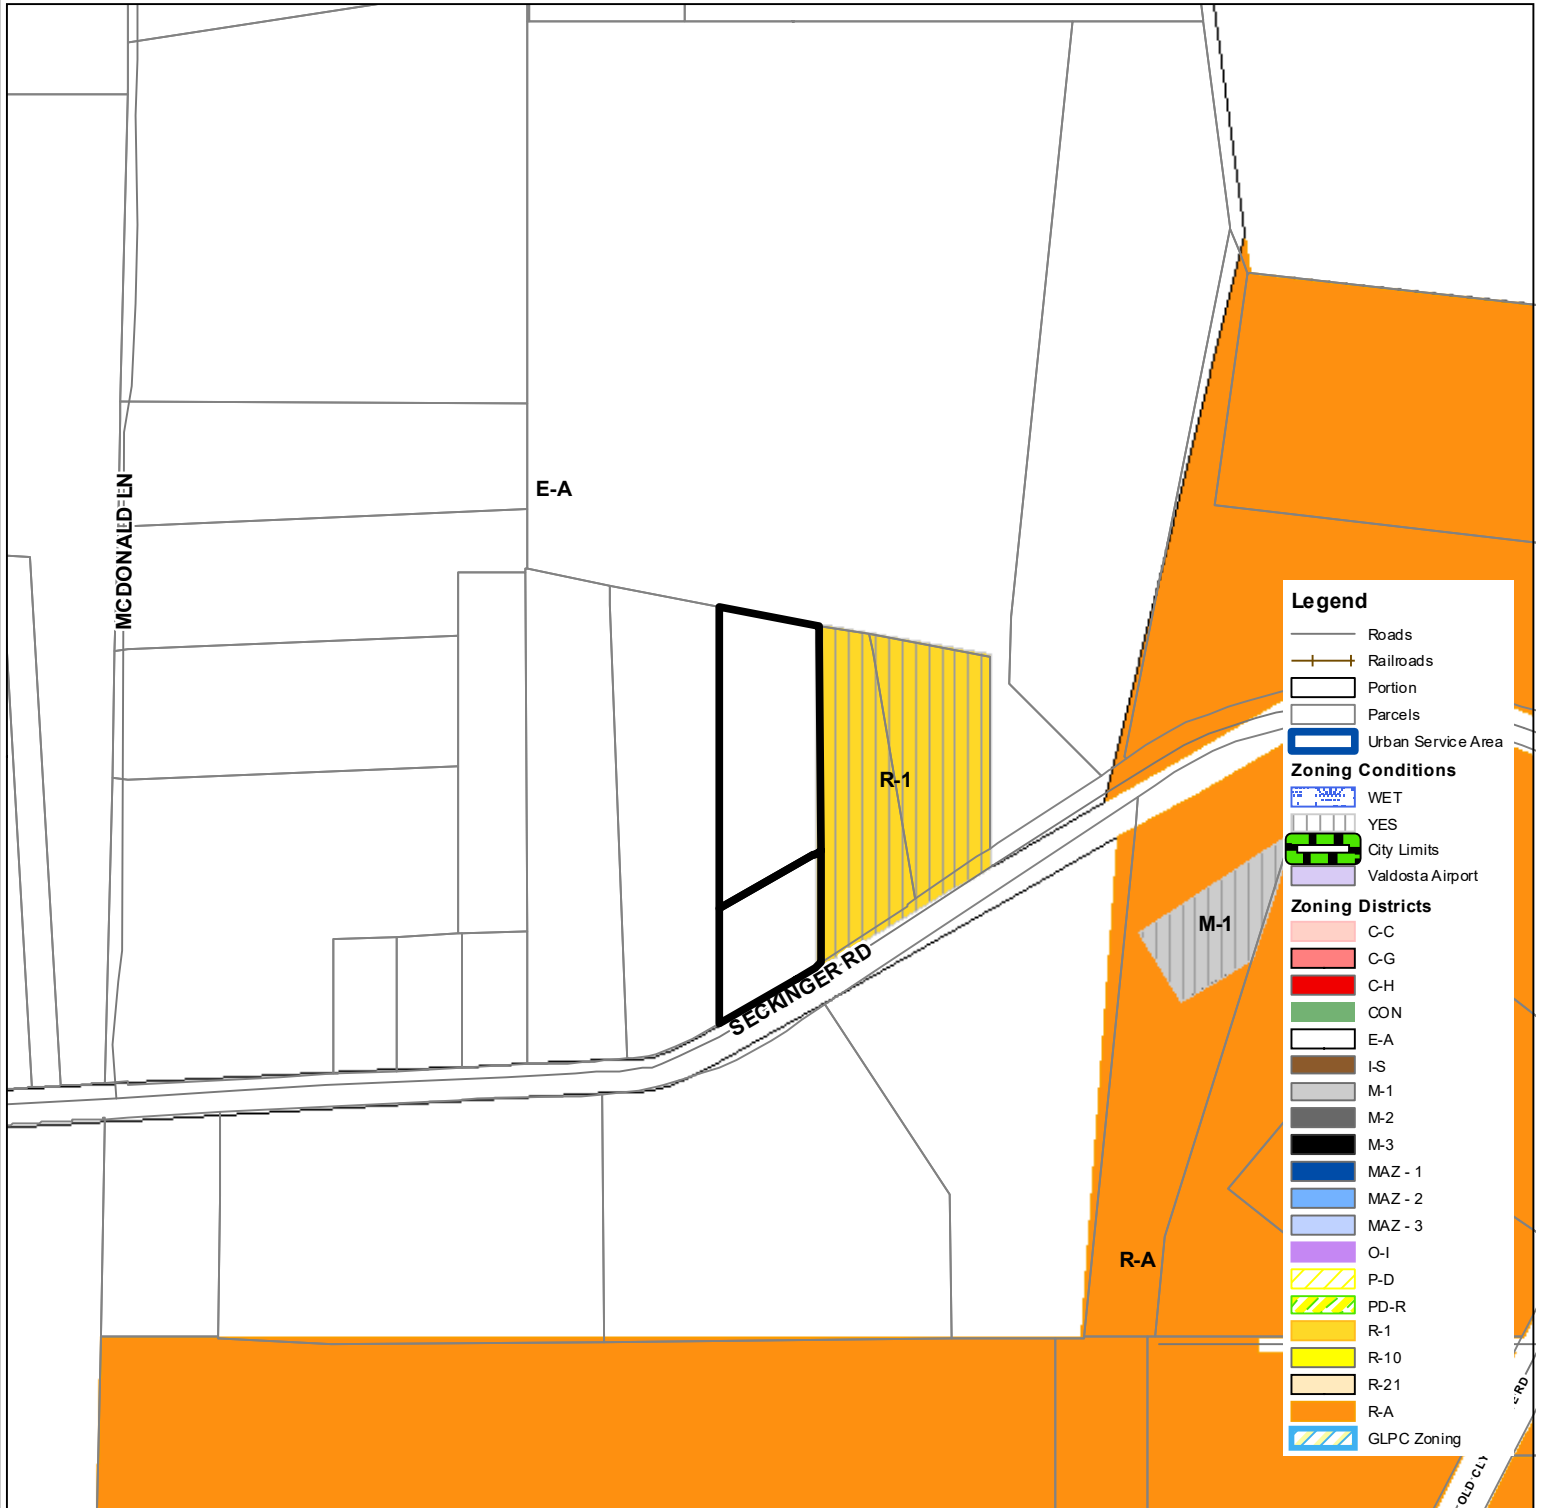 E-A
MCDONALD LN
R-1
M-1
SECKINGER RD
R-A
Legend
Roads
Railroads
Portion
Parcels
Urban Service Area
Zoning Conditions
WET
YES
City Limits
Valdosta Airport
Zoning Districts
C-C
C-G
C-H
CON
E-A
I-S
M-1
M-2
M-3
MAZ - 1
MAZ - 2
MAZ - 3
O-I
P-D
PD-R
R-1
R-10
R-21
R-A
GLPC Zoning
RD
OLD